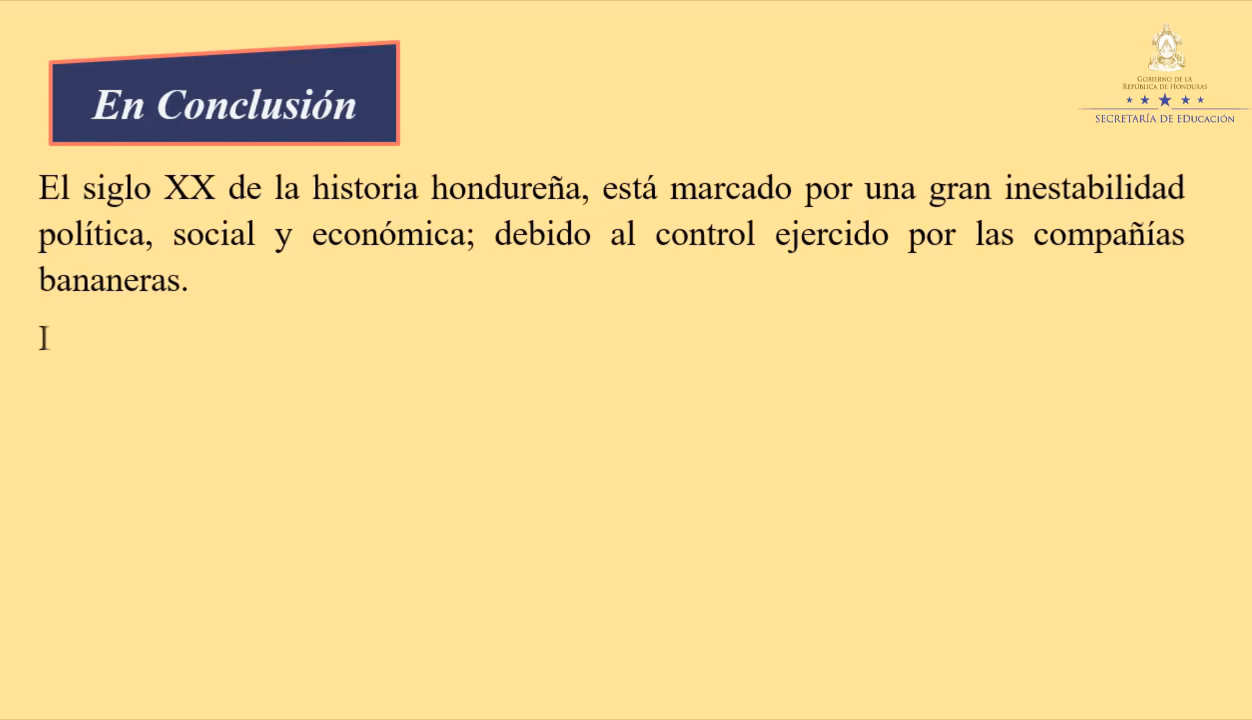 En Conclusión
GOBIERNO DE LA
REPÚBLICA DE HONDURAS
SECRETARÍA DE EDUCACIÓN
El siglo XX de la historia hondureña, está marcado por una gran inestabilidad
política, social y económica; debido al control ejercido por las compañías
bananeras.
I